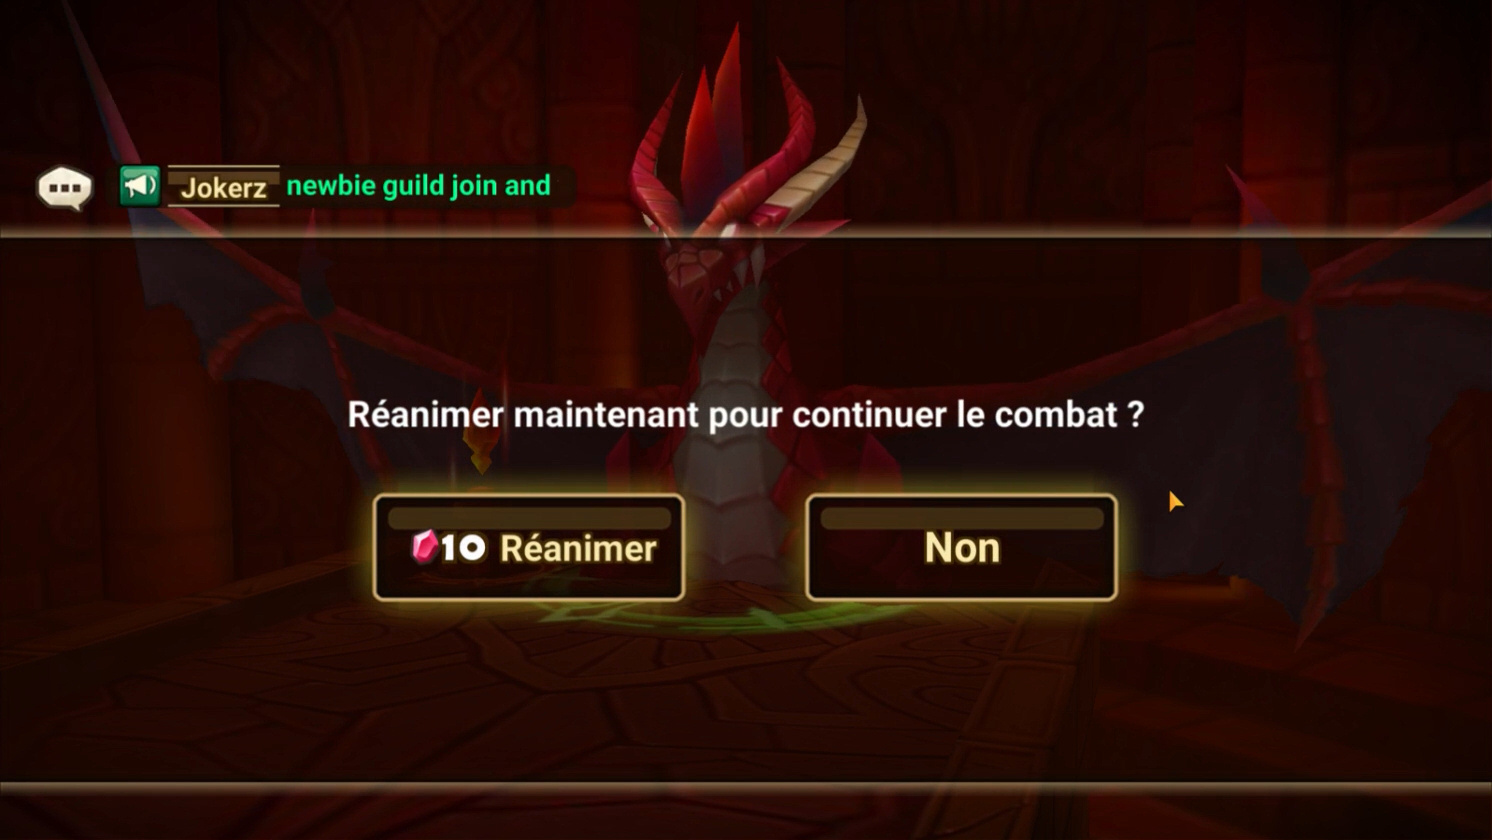 Jokerz newbie guild join and
Réanimer maintenant pour continuer le combat ?
10 Réanimer
Non